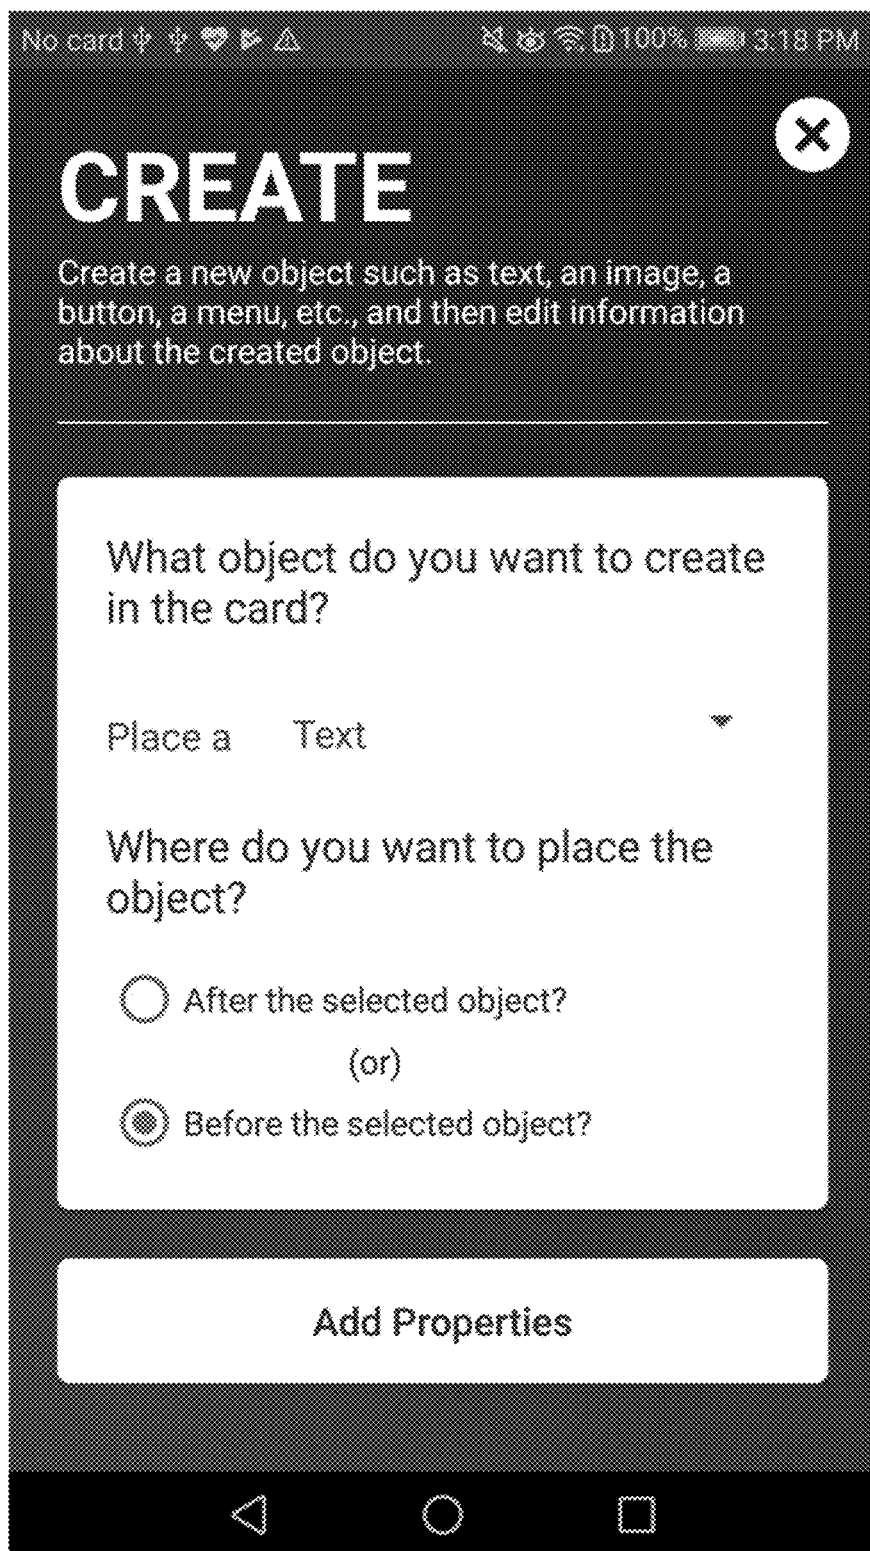 No card 100% 3:18 PM
CREATE
Create a new object such as text, an image, a
button, a menu, etc., and then edit information
about the created object.
What object do you want to create
in the card?
Place a Text
Where do you want to place the
object?
After the selected object?
(or)
Before the selected object?
Add Properties